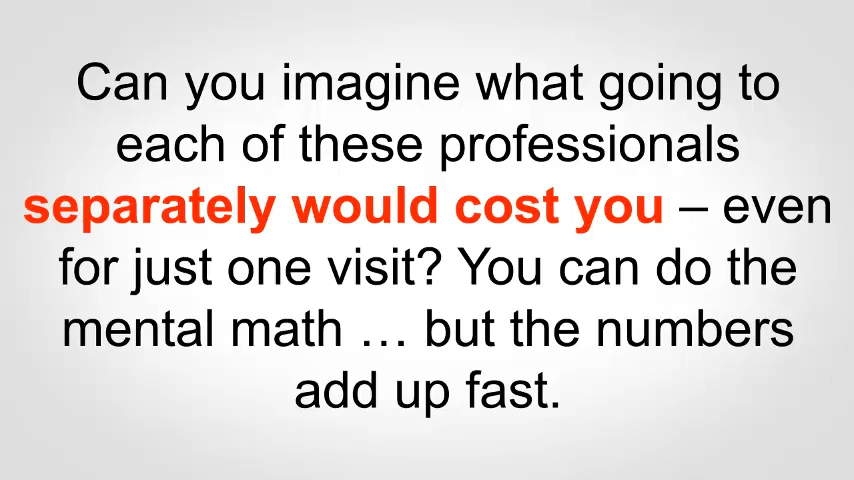 Can you imagine what going to
each of these professionals
separately would cost you – even
for just one visit? You can do the
mental math … but the numbers
add up fast.